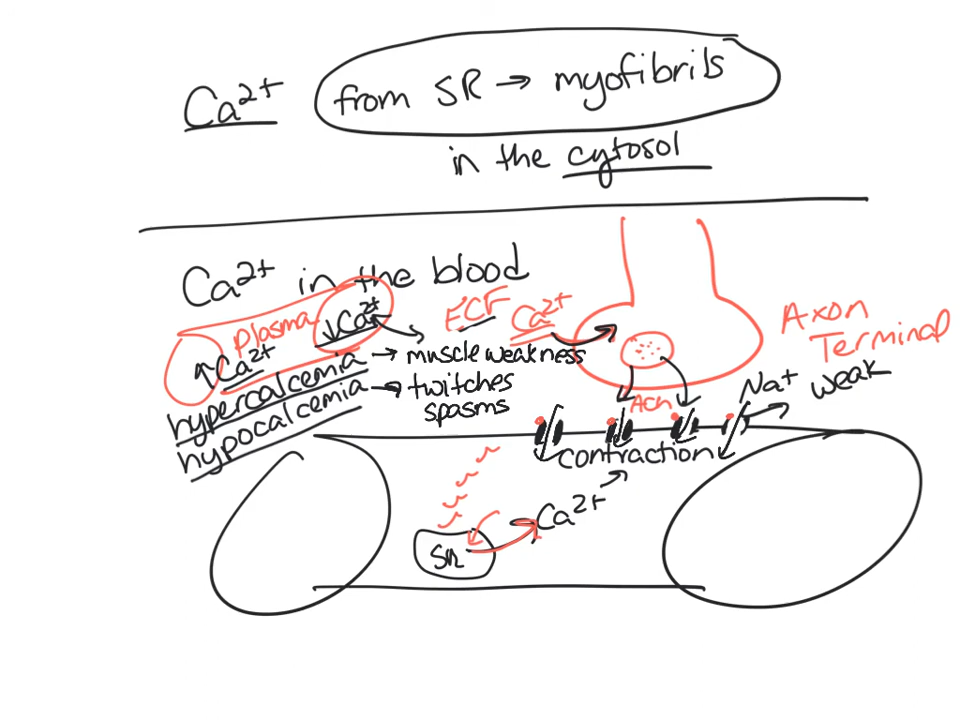 Ca2+ from SR → myofibrils
in the cytosol
Ca2+ in the blood
plasma ↓Ca2+
↑Ca2+
hypercalcemia → muscle weakness
hypocalcemia → twitches
spasms
ECF Ca2+
Axon
Terminal
ACh
Na+
weak
contraction
Ca2+
SR